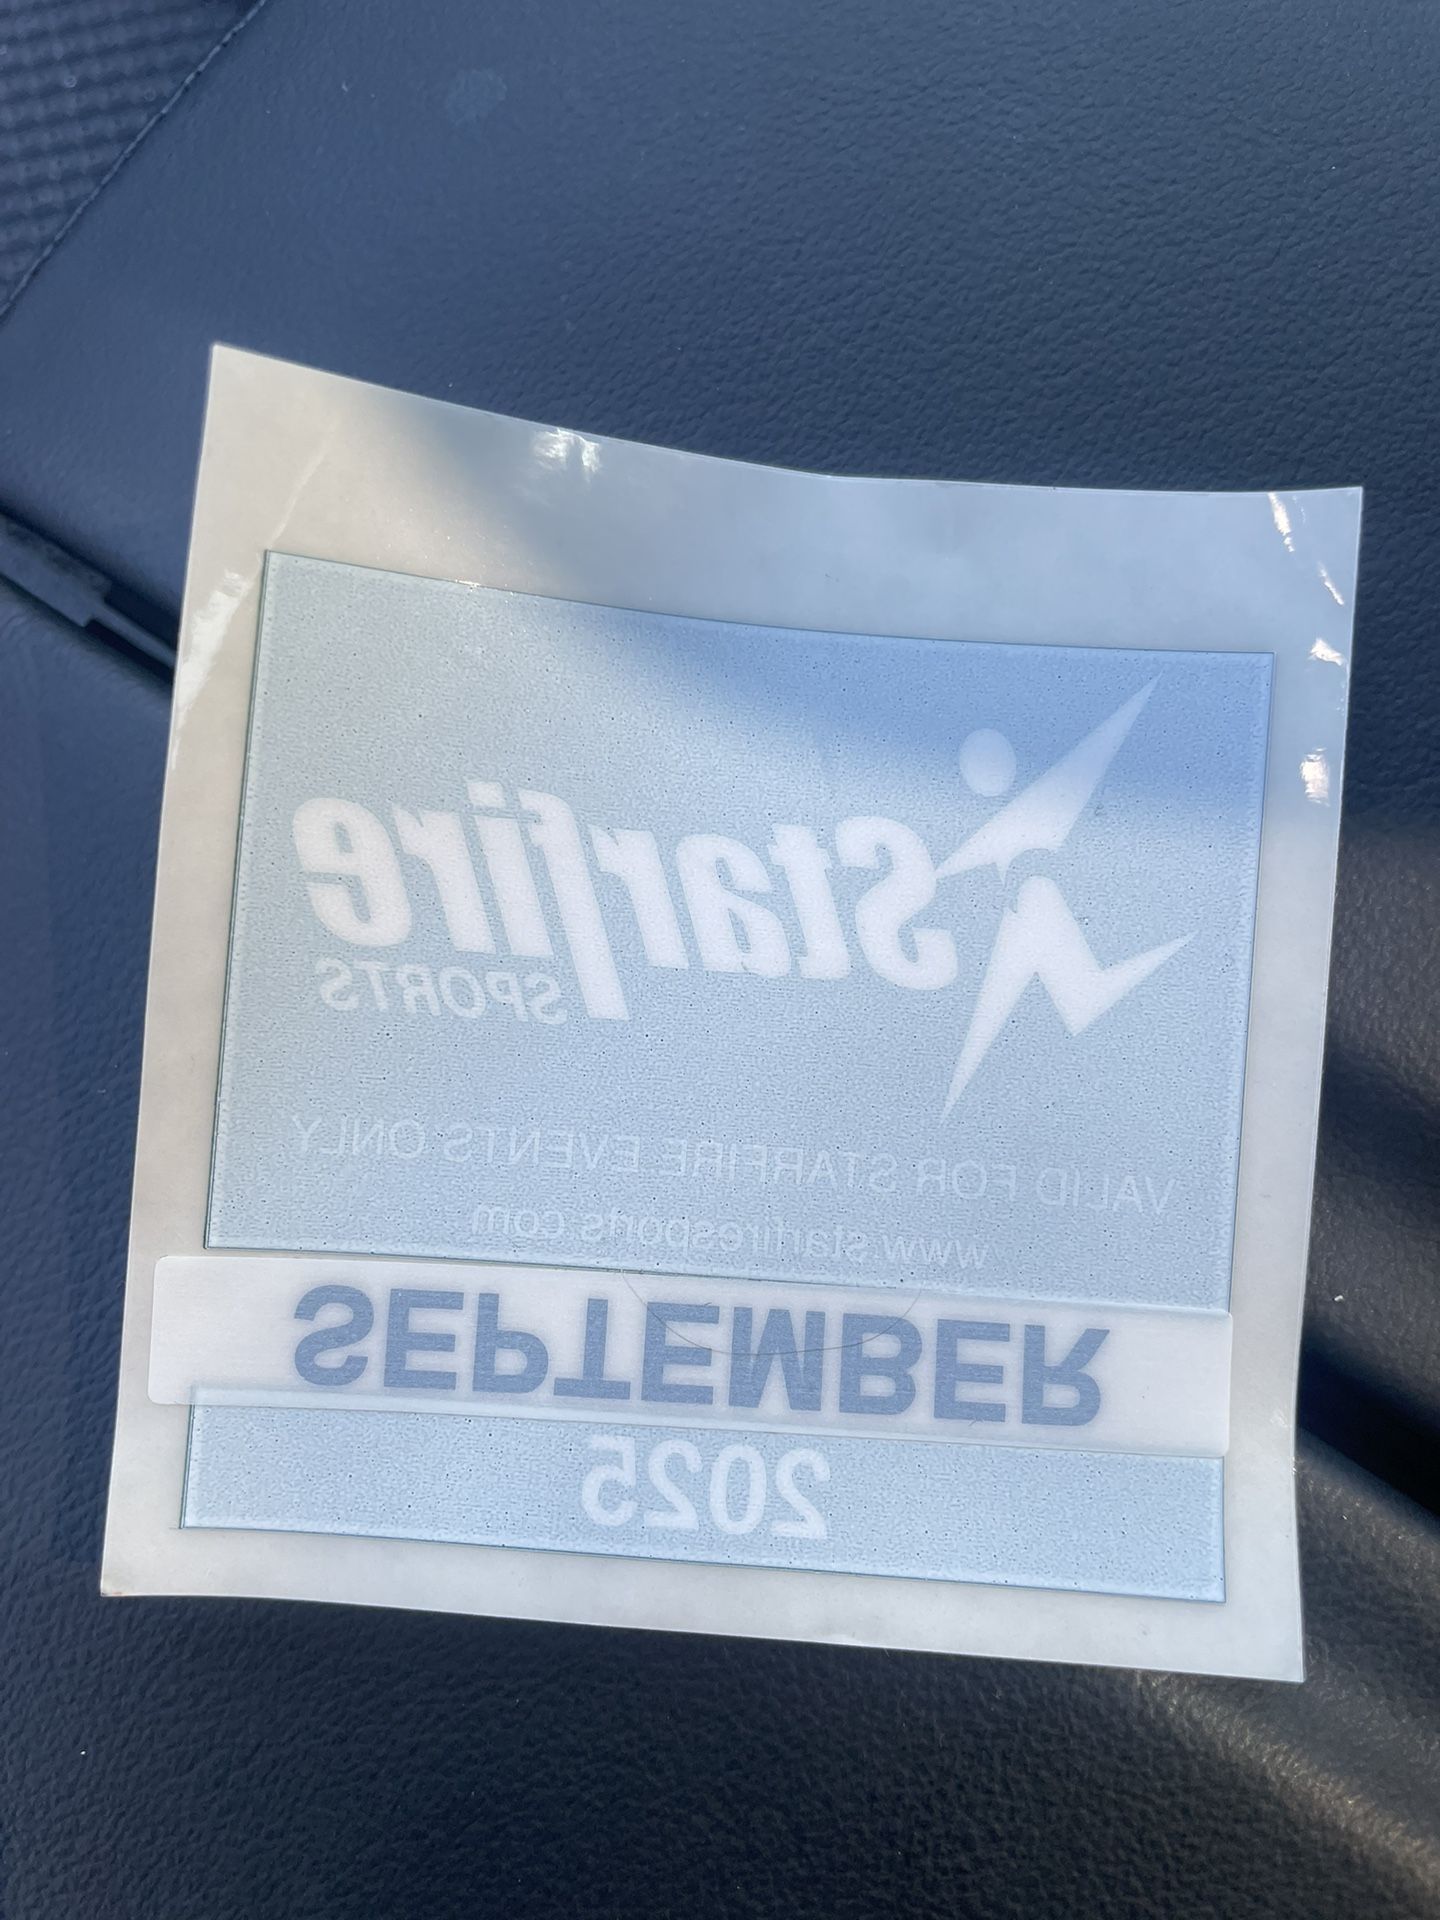 Starfire
SPORTS
VALID FOR STARFIRE EVENTS ONLY
www.starfiresports.com
SEPTEMBER
2025